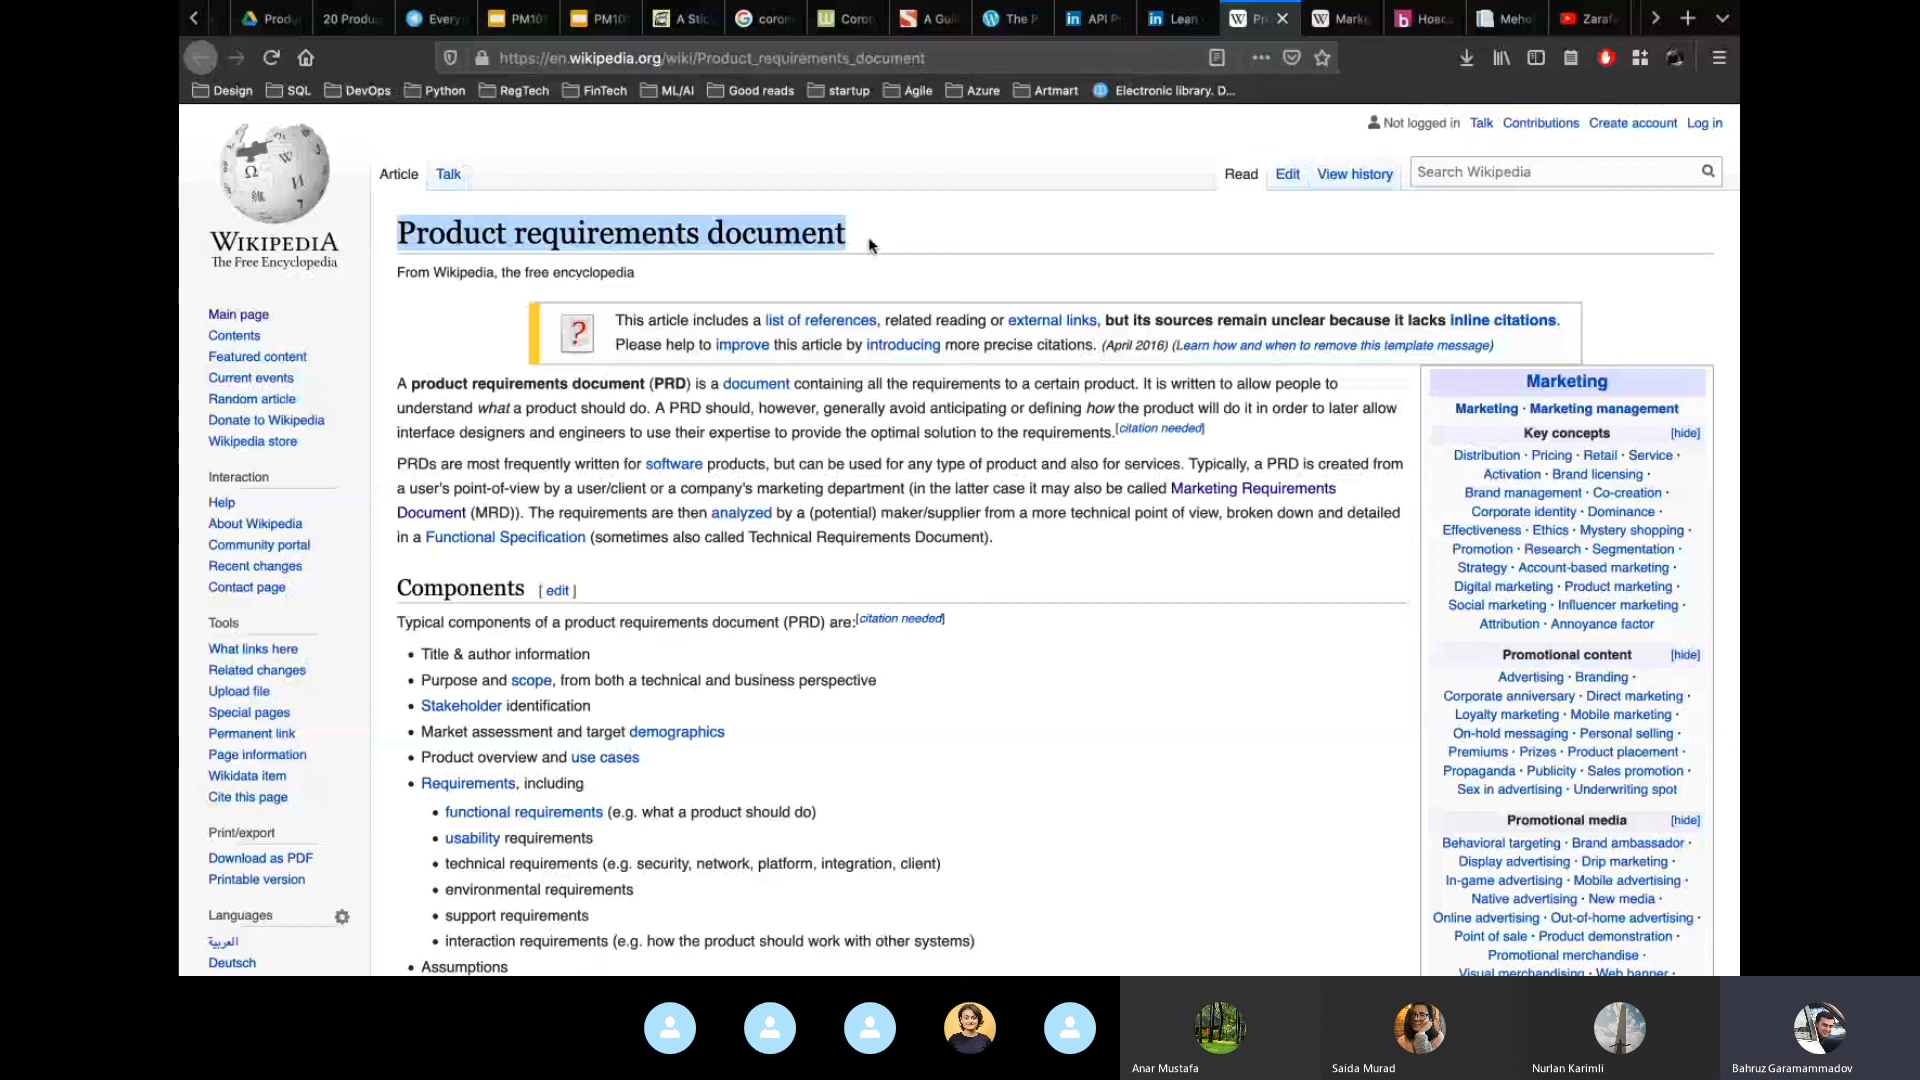 Produ
20 Produ
Every
PM10
PM10
A Stic
coron
Coron
A Gui
The P
API P
Lean
Pro
Marke
Meho
Zaraf
https://en.wikipedia.org/wiki/Product_requirements_document
Design SQL DevOps Python RegTech FinTech ML/AI Good reads startup Agile Azure Artmart Electronic library. D...
Not logged in Talk Contributions Create account Log in
Article Talk Read Edit View history Search Wikipedia
WIKIPEDIA
The Free Encyclopedia
Main page
Contents
Featured content
Current events
Random article
Donate to Wikipedia
Wikipedia store
Interaction
Help
About Wikipedia
Community portal
Recent changes
Contact page
Tools
What links here
Related changes
Upload file
Special pages
Permanent link
Page information
Wikidata item
Cite this page
Print/export
Download as PDF
Printable version
Languages
العربية
Deutsch
Product requirements document
From Wikipedia, the free encyclopedia
This article includes a list of references, related reading or external links, but its sources remain unclear because it lacks inline citations.
Please help to improve this article by introducing more precise citations. (April 2016) (Learn how and when to remove this template message)
A product requirements document (PRD) is a document containing all the requirements to a certain product. It is written to allow people to
understand what a product should do. A PRD should, however, generally avoid anticipating or defining how the product will do it in order to later allow
interface designers and engineers to use their expertise to provide the optimal solution to the requirements.[citation needed]
PRDs are most frequently written for software products, but can be used for any type of product and also for services. Typically, a PRD is created from
a user's point-of-view by a user/client or a company's marketing department (in the latter case it may also be called Marketing Requirements
Document (MRD)). The requirements are then analyzed by a (potential) maker/supplier from a more technical point of view, broken down and detailed
in a Functional Specification (sometimes also called Technical Requirements Document).
Components [ edit ]
Typical components of a product requirements document (PRD) are:[citation needed]
• Title & author information
• Purpose and scope, from both a technical and business perspective
• Stakeholder identification
• Market assessment and target demographics
• Product overview and use cases
• Requirements, including
• functional requirements (e.g. what a product should do)
• usability requirements
• technical requirements (e.g. security, network, platform, integration, client)
• environmental requirements
• support requirements
• interaction requirements (e.g. how the product should work with other systems)
• Assumptions
Marketing
Marketing · Marketing management
Key concepts [hide]
Distribution · Pricing · Retail · Service ·
Activation · Brand licensing ·
Brand management · Co-creation ·
Corporate identity · Dominance ·
Effectiveness · Ethics · Mystery shopping ·
Promotion · Research · Segmentation ·
Strategy · Account-based marketing ·
Digital marketing · Product marketing ·
Social marketing · Influencer marketing ·
Attribution · Annoyance factor
Promotional content [hide]
Advertising · Branding ·
Corporate anniversary · Direct marketing ·
Loyalty marketing · Mobile marketing ·
On-hold messaging · Personal selling ·
Premiums · Prizes · Product placement ·
Propaganda · Publicity · Sales promotion ·
Sex in advertising · Underwriting spot
Promotional media [hide]
Behavioral targeting · Brand ambassador ·
Display advertising · Drip marketing ·
In-game advertising · Mobile advertising ·
Native advertising · New media ·
Online advertising · Out-of-home advertising ·
Point of sale · Product demonstration ·
Promotional merchandise ·
Visual merchandising · Web banner ·
Anar Mustafa
Saida Murad
Nurlan Karimli
Bahruz Garamammadov